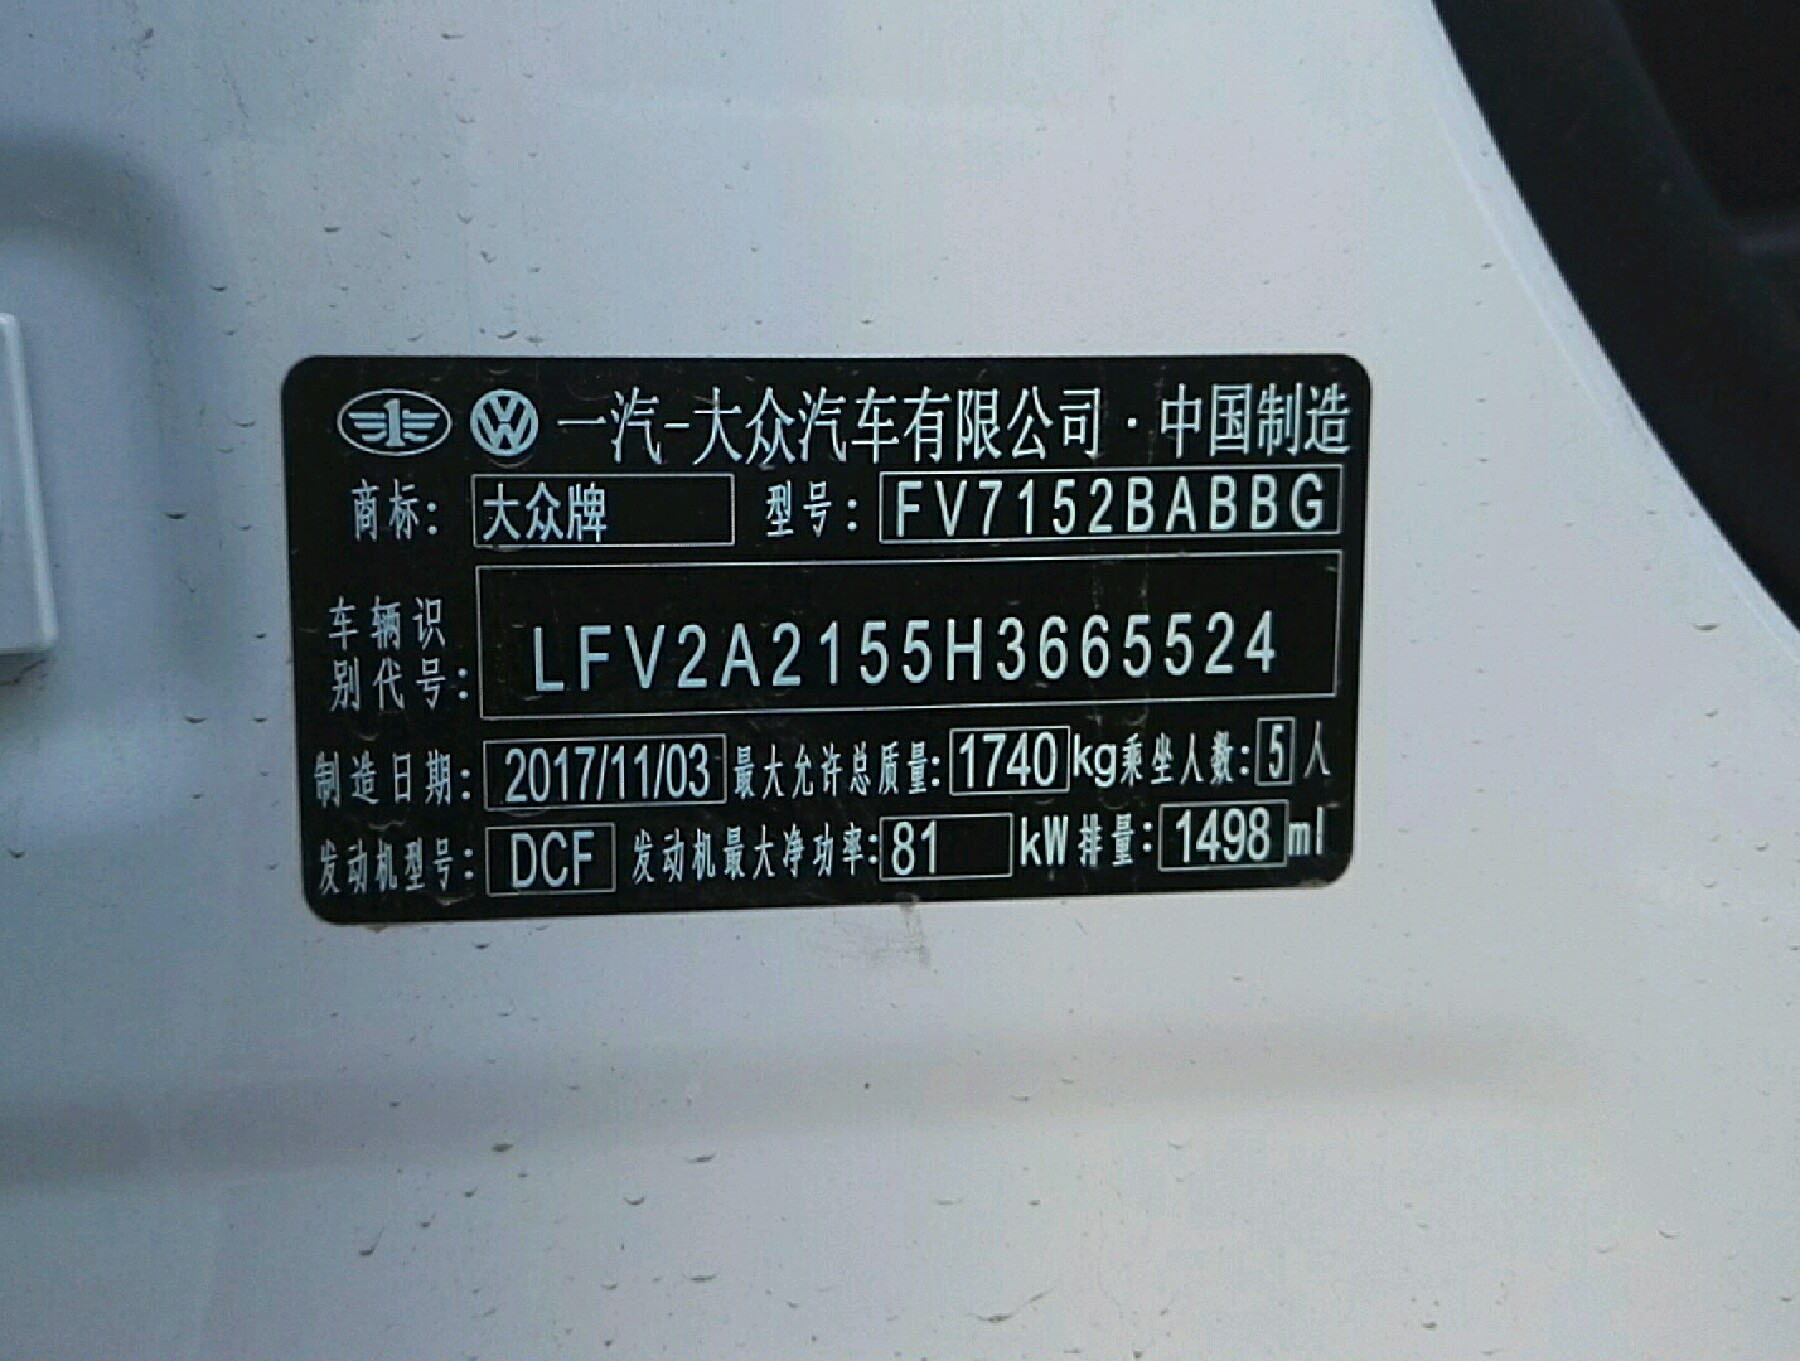 一汽-大众汽车有限公司·中国制造
商标: 大众牌 型号: FV7152BABBG
车辆识
别代号: LFV2A2155H3665524
制造日期: 2017/11/03 最大允许总质量: 1740 kg 乘坐人数: 5 人
发动机型号: DCF 发动机最大净功率: 81 kW 排量: 1498 ml